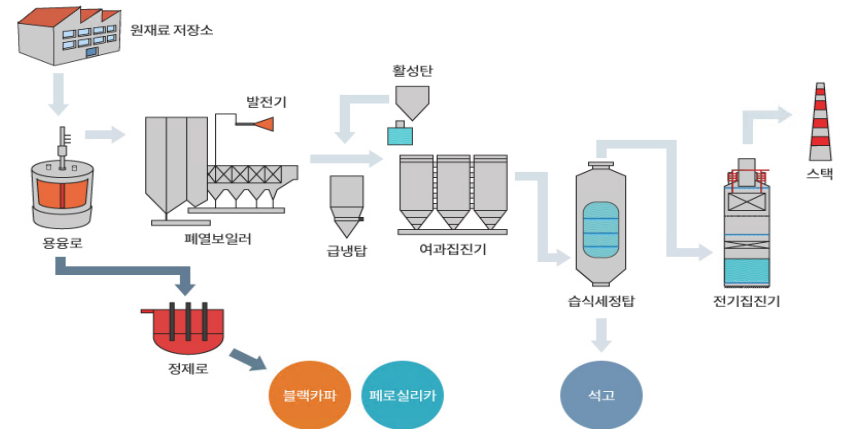 원재료 저장소
활성탄
발전기
스택
용융로
폐열보일러
급냉탑
여과집진기
습식세정탑
전기집진기
정제로
블랙카파
페로실리카
석고